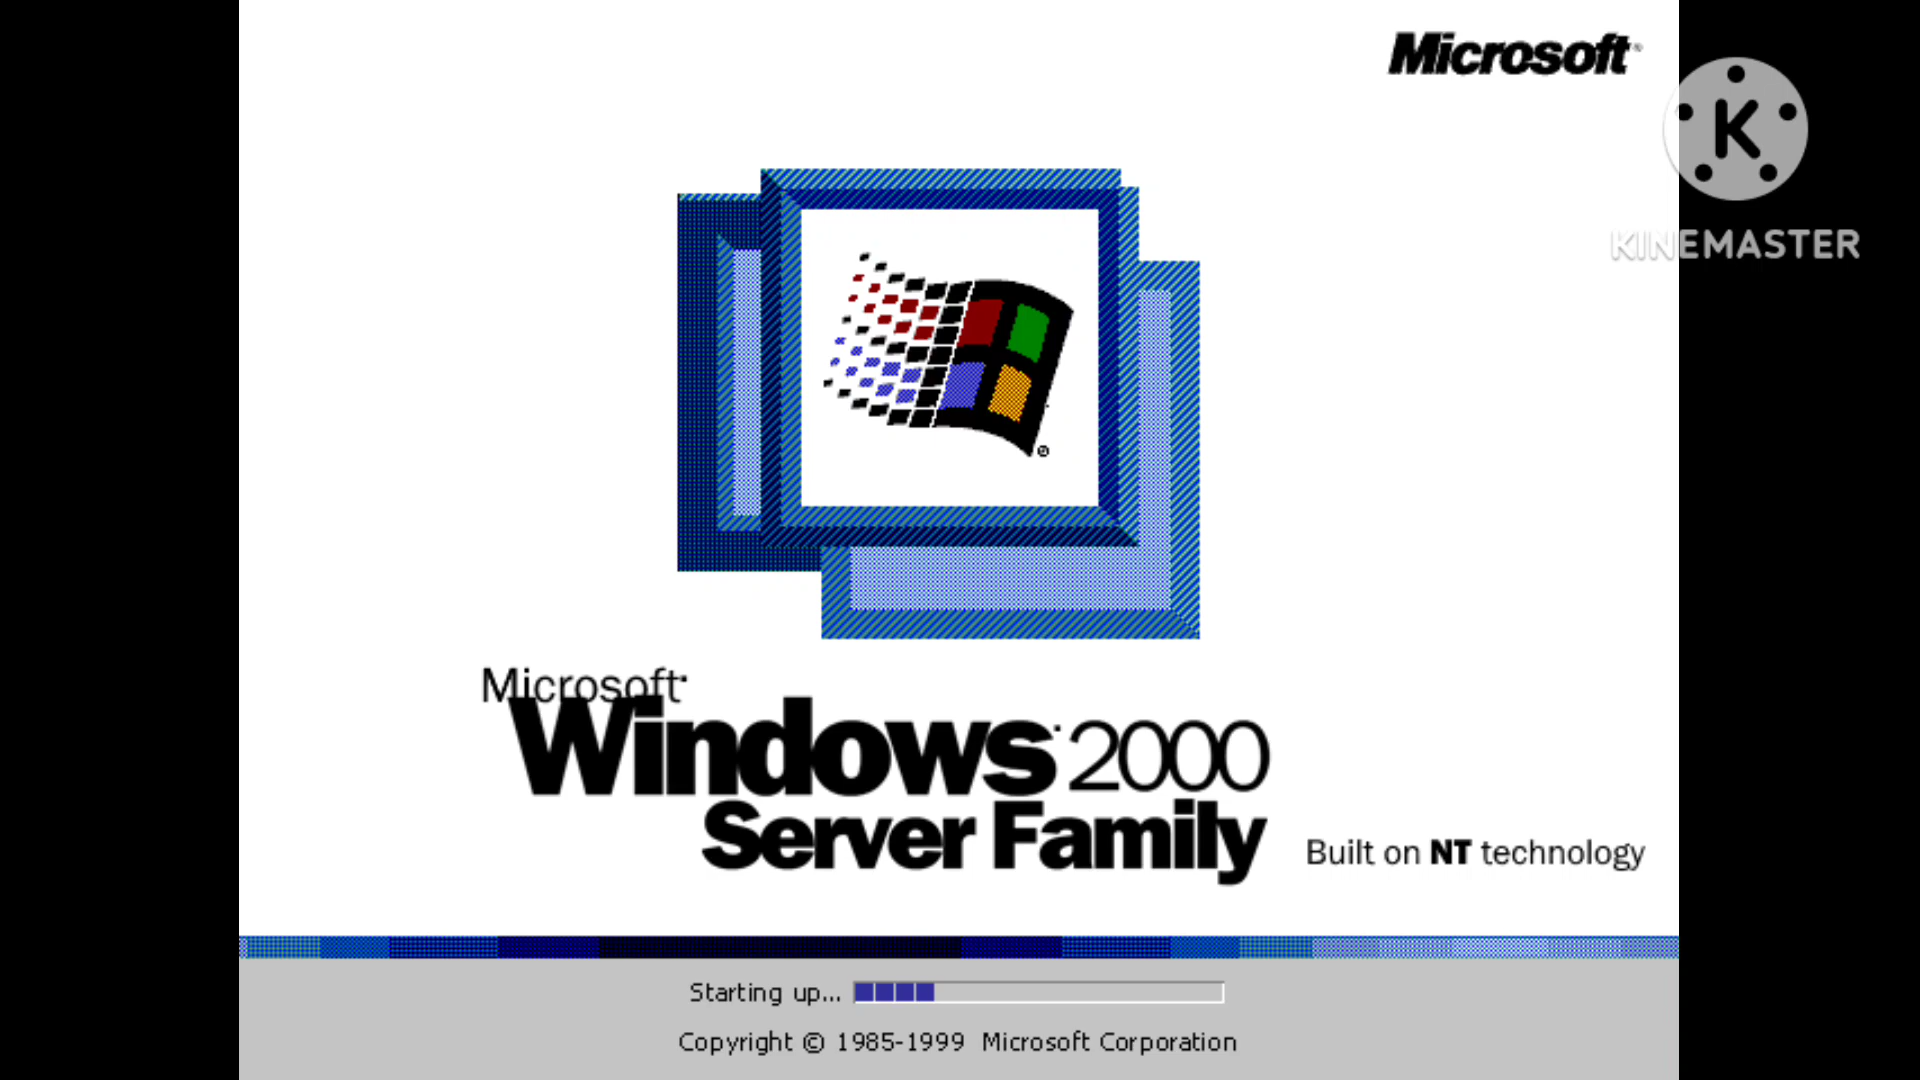 Microsoft®
K
KINEMASTER
Microsoft
Windows 2000
Server Family
Built on NT technology
Starting up...
Copyright © 1985-1999 Microsoft Corporation